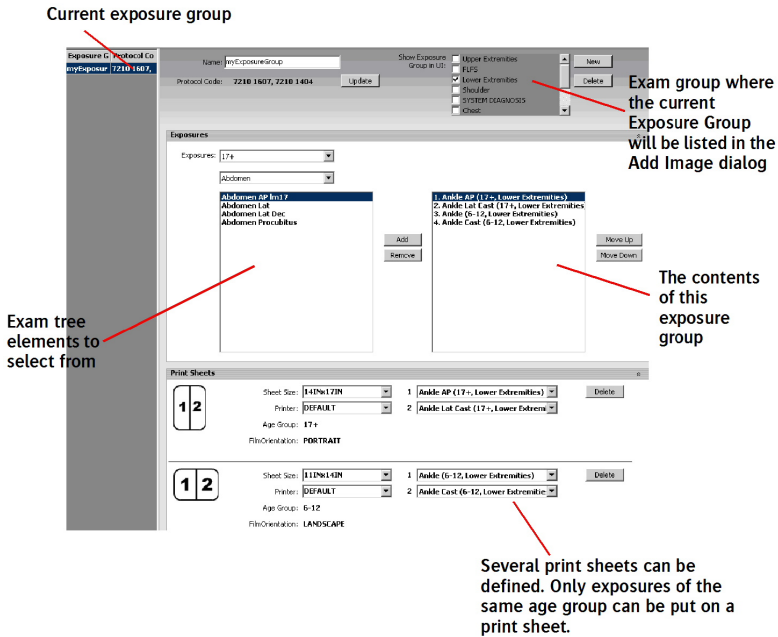 Current exposure group
Exposure G Protocol Co
myExposur 7210 1607,
Name: myExposureGroup
Protocol Code: 7210 1607, 7210 1404
Update
Show Exposure
Group in UI:
Upper Extremities
FLFS
Lower Extremities
Shoulder
SYSTEM DIAGNOSIS
Chest
New
Delete
Exam group where
the current
Exposure Group
will be listed in the
Add Image dialog
Exposures
Exposures: 17+
Abdomen
Abdomen AP lm17
Abdomen Lat
Abdomen Lat Dec
Abdomen Procubitus
Add
Remove
1. Ankle AP (17+, Lower Extremities)
2. Ankle Lat Cast (17+, Lower Extremities
3. Ankle (6-12, Lower Extremities)
4. Ankle Cast (6-12, Lower Extremities)
Move Up
Move Down
Exam tree
elements to
select from
The contents
of this
exposure
group
Print Sheets
1 2
Sheet Size: 14INx17IN
Printer: DEFAULT
Age Group: 17+
FilmOrientation: PORTRAIT
1 Ankle AP (17+, Lower Extremities)
2 Ankle Lat Cast (17+, Lower Extrem
Delete
1 2
Sheet Size: 11INx14IN
Printer: DEFAULT
Age Group: 6-12
FilmOrientation: LANDSCAPE
1 Ankle (6-12, Lower Extremities)
2 Ankle Cast (6-12, Lower Extremitie
Delete
Several print sheets can be
defined. Only exposures of the
same age group can be put on a
print sheet.